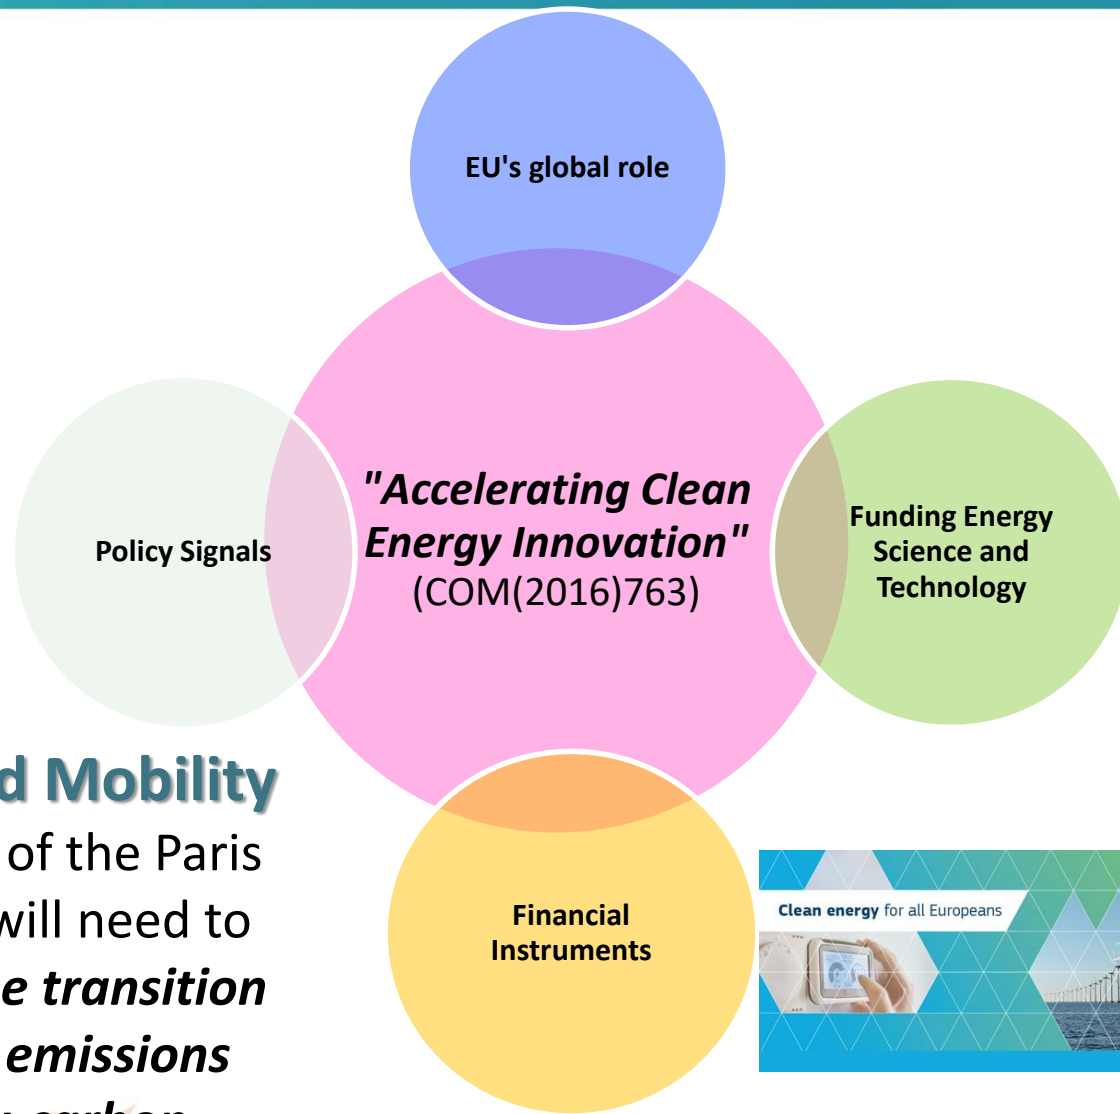 EU's global role
"Accelerating Clean
Energy Innovation"
(COM(2016)763)
Policy Signals
Funding Energy
Science and
Technology
Financial
Instruments
d Mobility
of the Paris
will need to
e transition
emissions
carbon
Clean energy for all Europeans